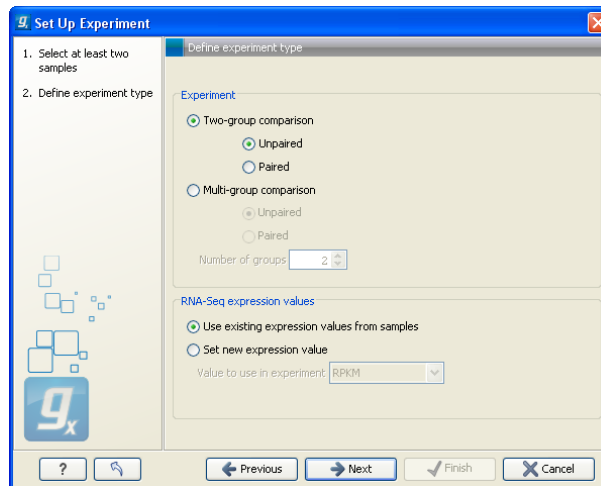 Set Up Experiment
1. Select at least two
samples
2. Define experiment type
Define experiment type
Experiment
Two-group comparison
Unpaired
Paired
Multi-group comparison
Unpaired
Paired
Number of groups 2
RNA-Seq expression values
Use existing expression values from samples
Set new expression value
Value to use in experiment RPKM
gx
? Previous Next Finish Cancel